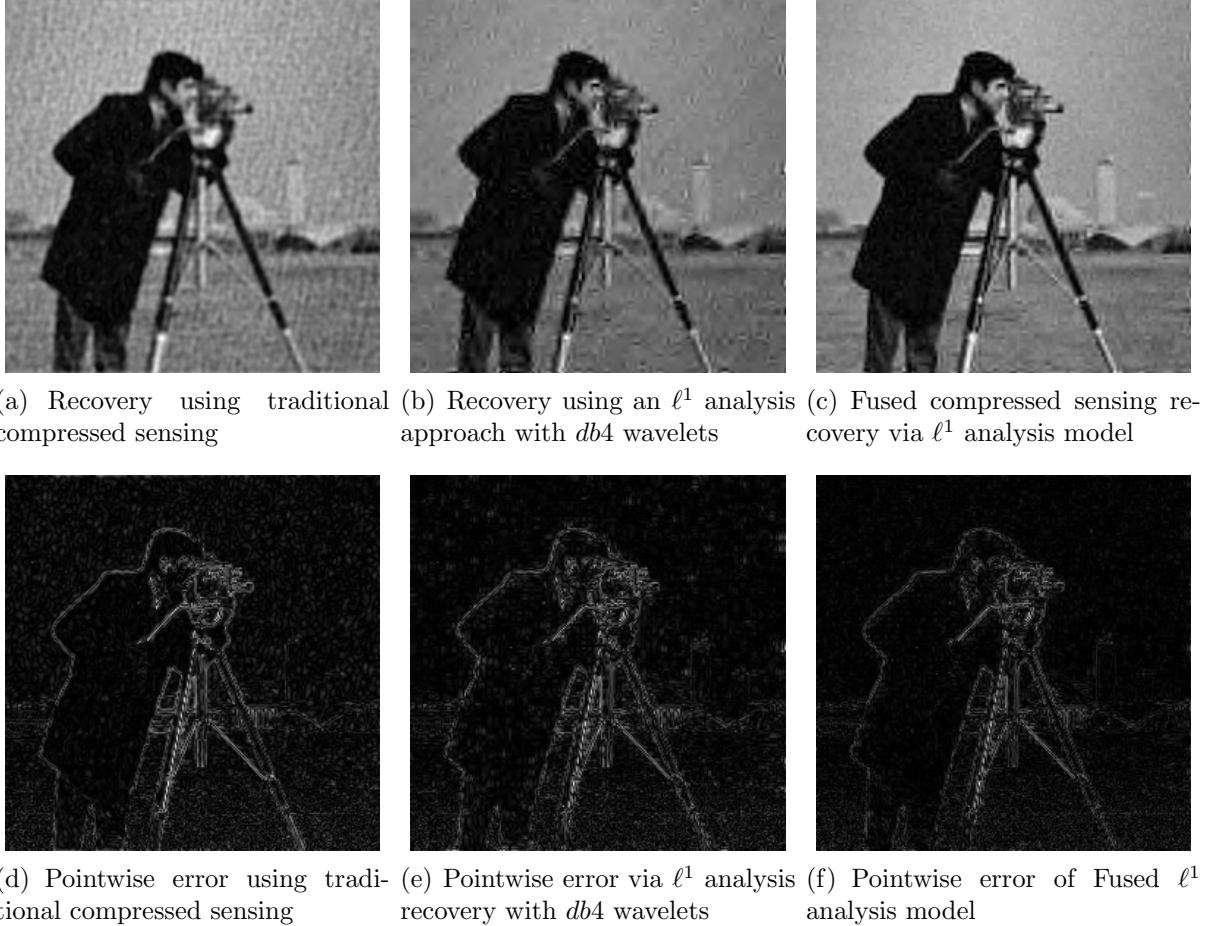 (a) Recovery using traditional
compressed sensing
(b) Recovery using an ℓ¹ analysis
approach with db4 wavelets
(c) Fused compressed sensing re-
covery via ℓ¹ analysis model
(d) Pointwise error using tradi-
tional compressed sensing
(e) Pointwise error via ℓ¹ analysis
recovery with db4 wavelets
(f) Pointwise error of Fused ℓ¹
analysis model